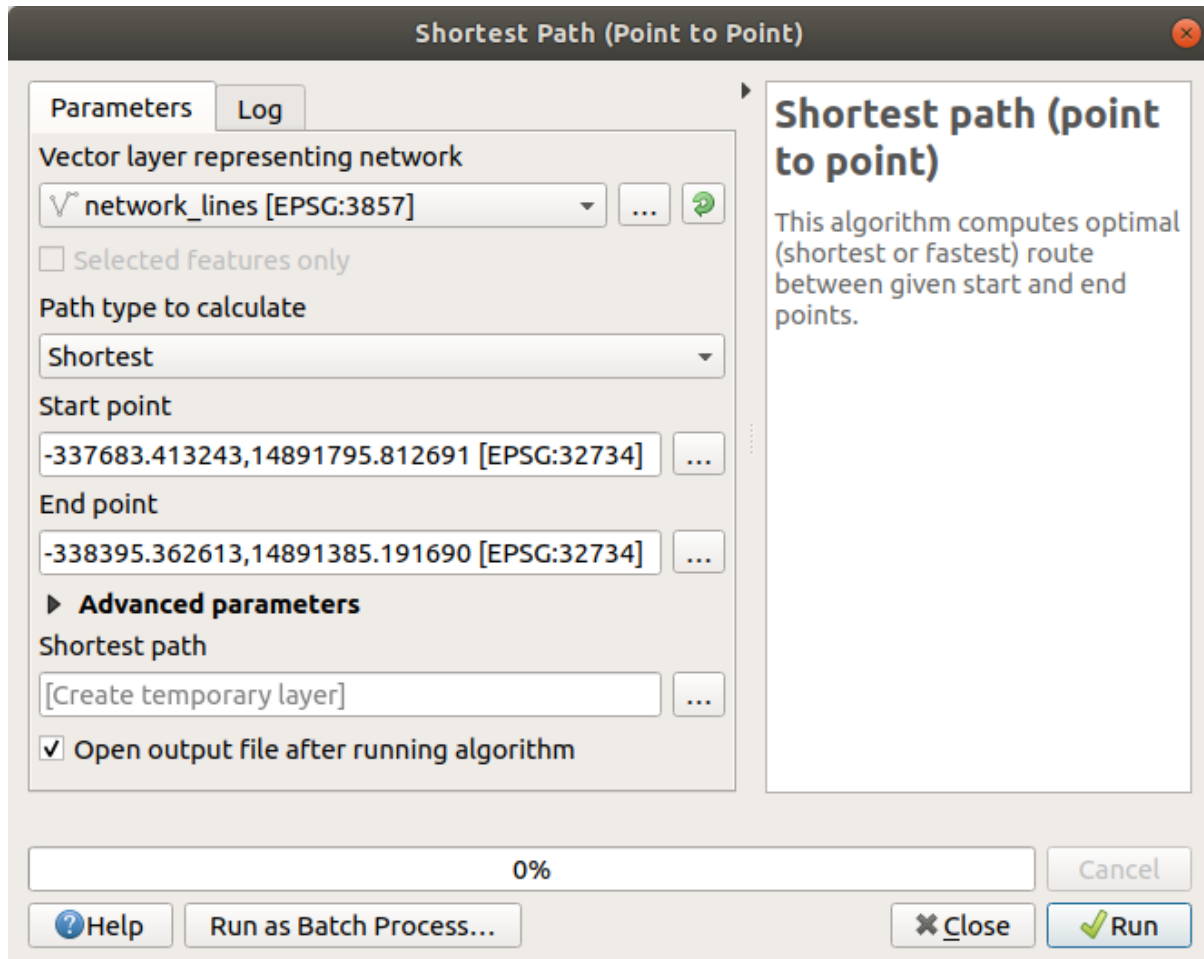 Shortest Path (Point to Point)
Parameters
Log
Vector layer representing network
network_lines [EPSG:3857]
...
Selected features only
Path type to calculate
Shortest
Start point
-337683.413243,14891795.812691 [EPSG:32734]
...
End point
-338395.362613,14891385.191690 [EPSG:32734]
...
Advanced parameters
Shortest path
[Create temporary layer]
...
Open output file after running algorithm
Shortest path (point
to point)
This algorithm computes optimal
(shortest or fastest) route
between given start and end
points.
0%
Cancel
Help
Run as Batch Process...
Close
Run